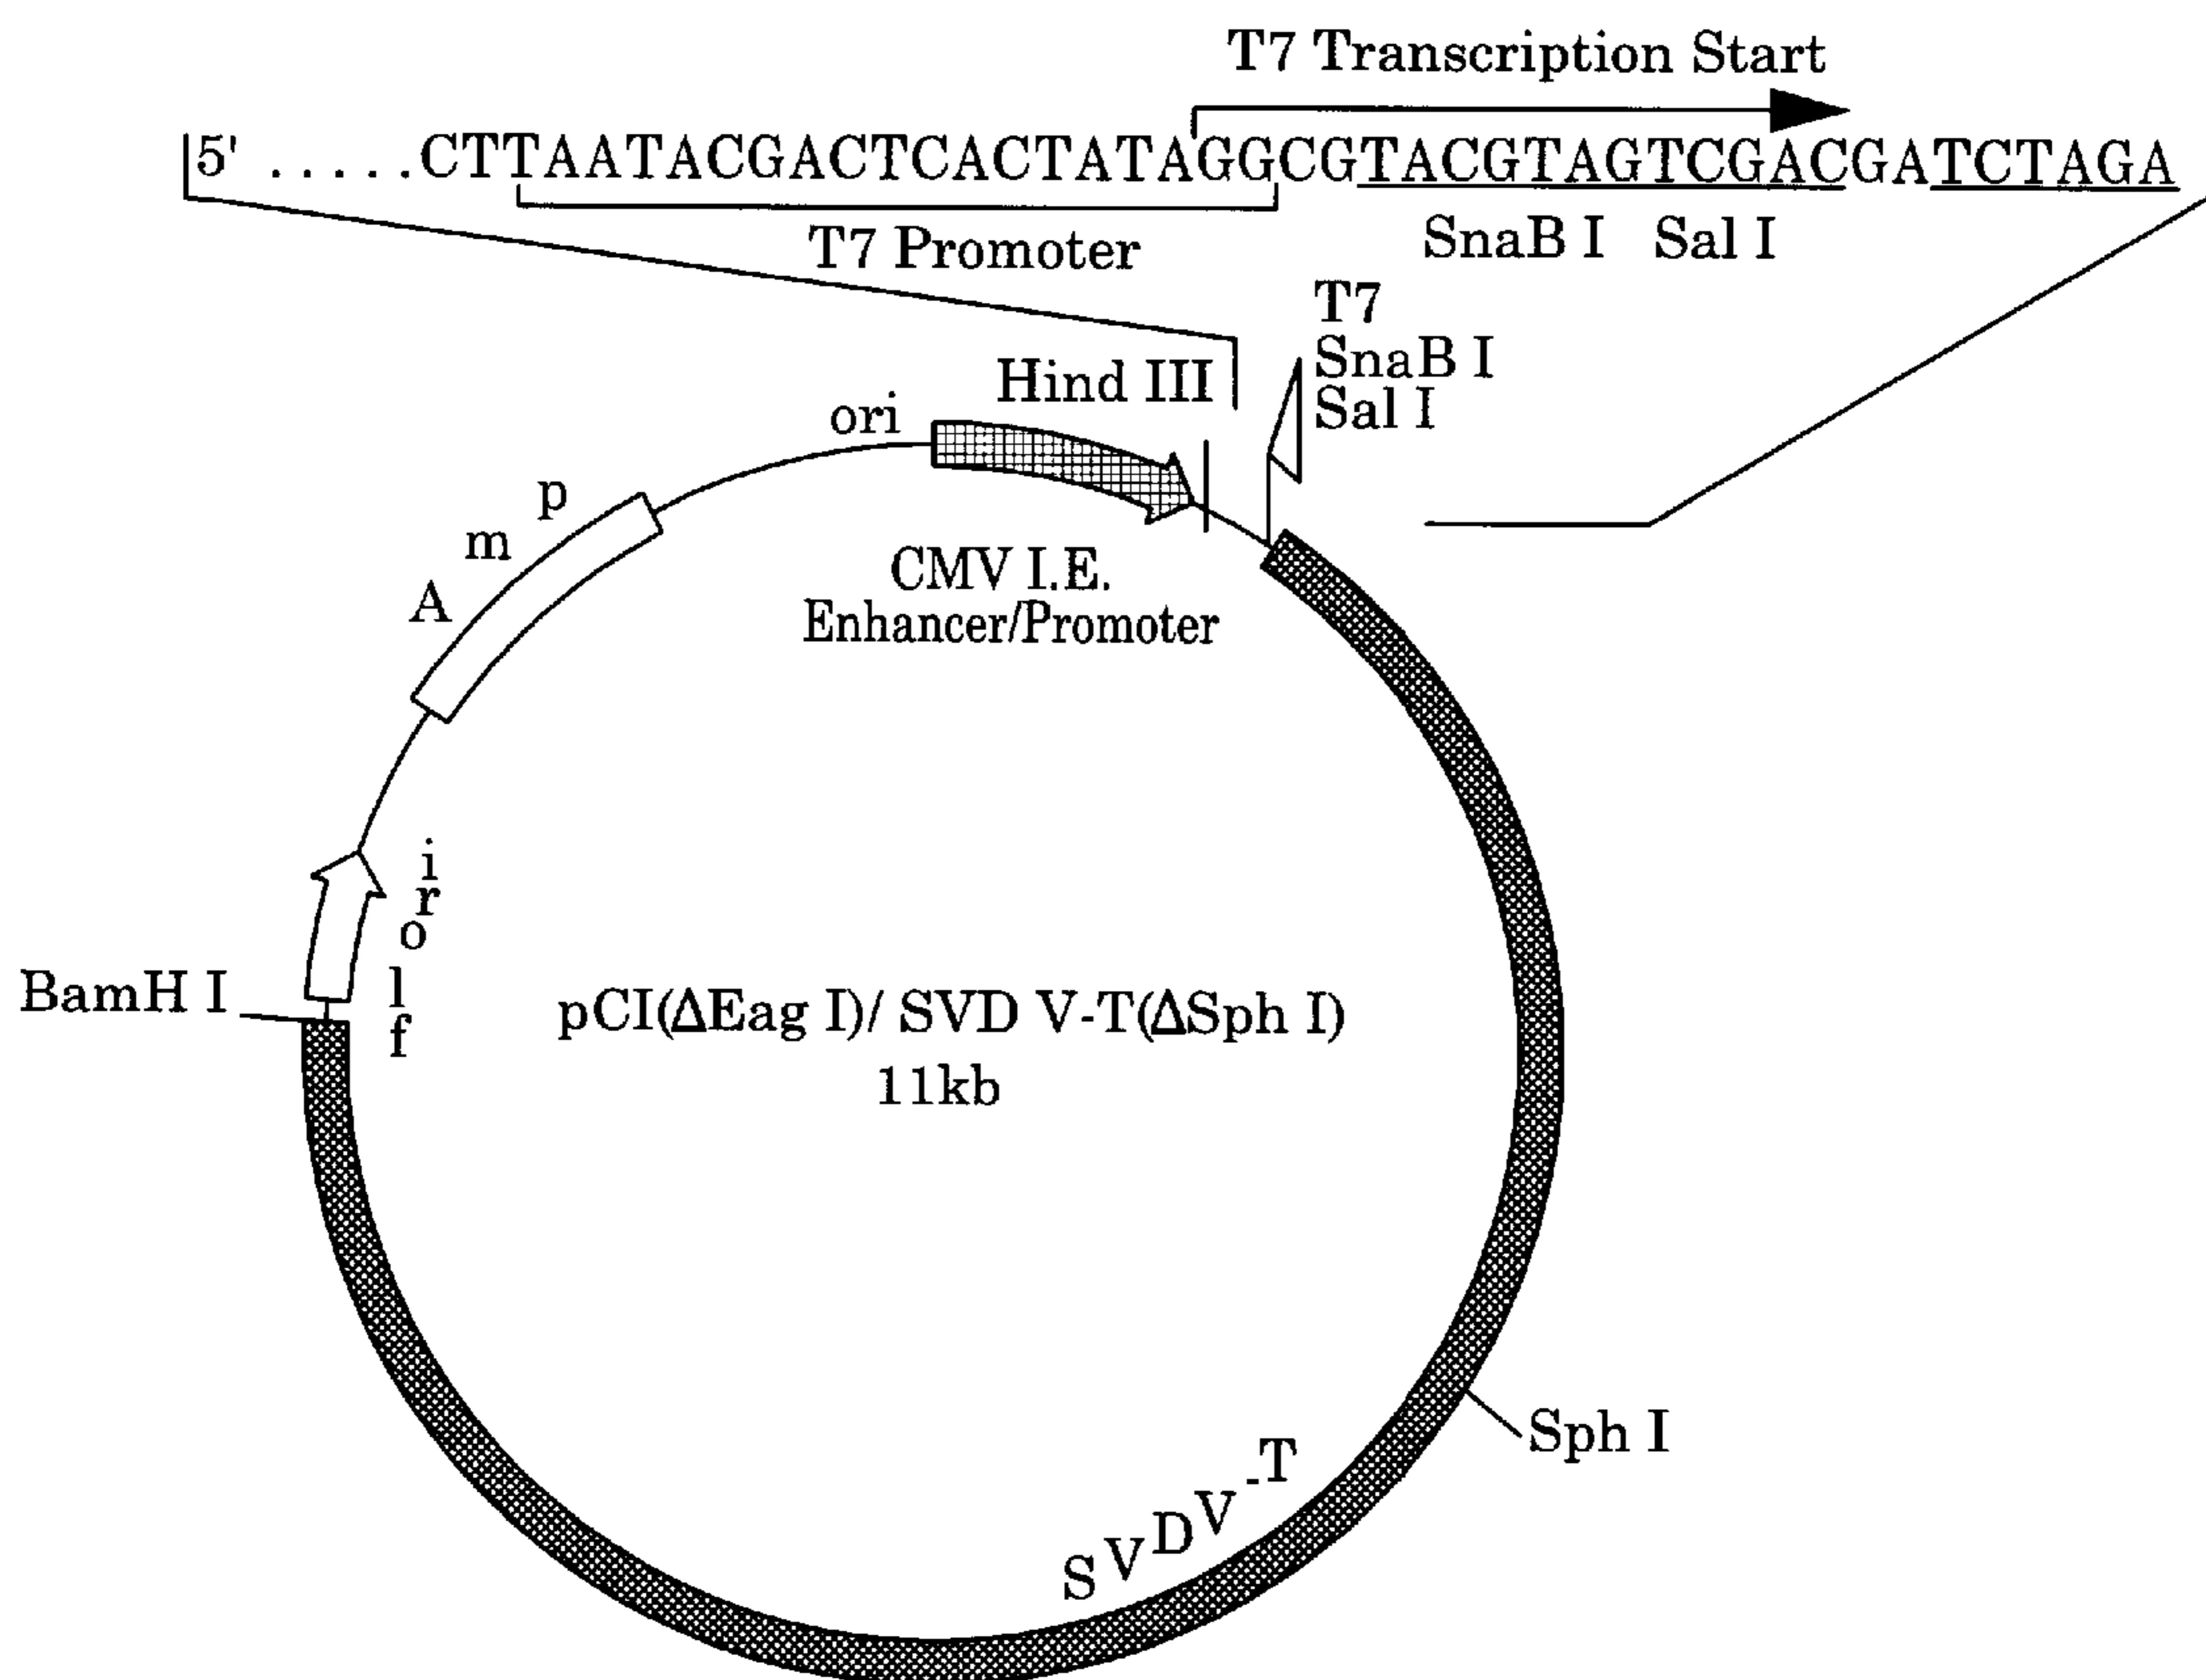 T7 Transcription Start
5' .....CTTAATACGACTCACTATAGGCGTACGTAGTCGACGATCTAGA
T7 Promoter
SnaB I Sal I
T7
SnaB I
Sal I
Hind III
ori
Amp
CMV I.E.
Enhancer/Promoter
f1 ori
BamH I
pCI(ΔEag I)/ SVD V-T(ΔSph I)
11kb
Sph I
SVDV-T